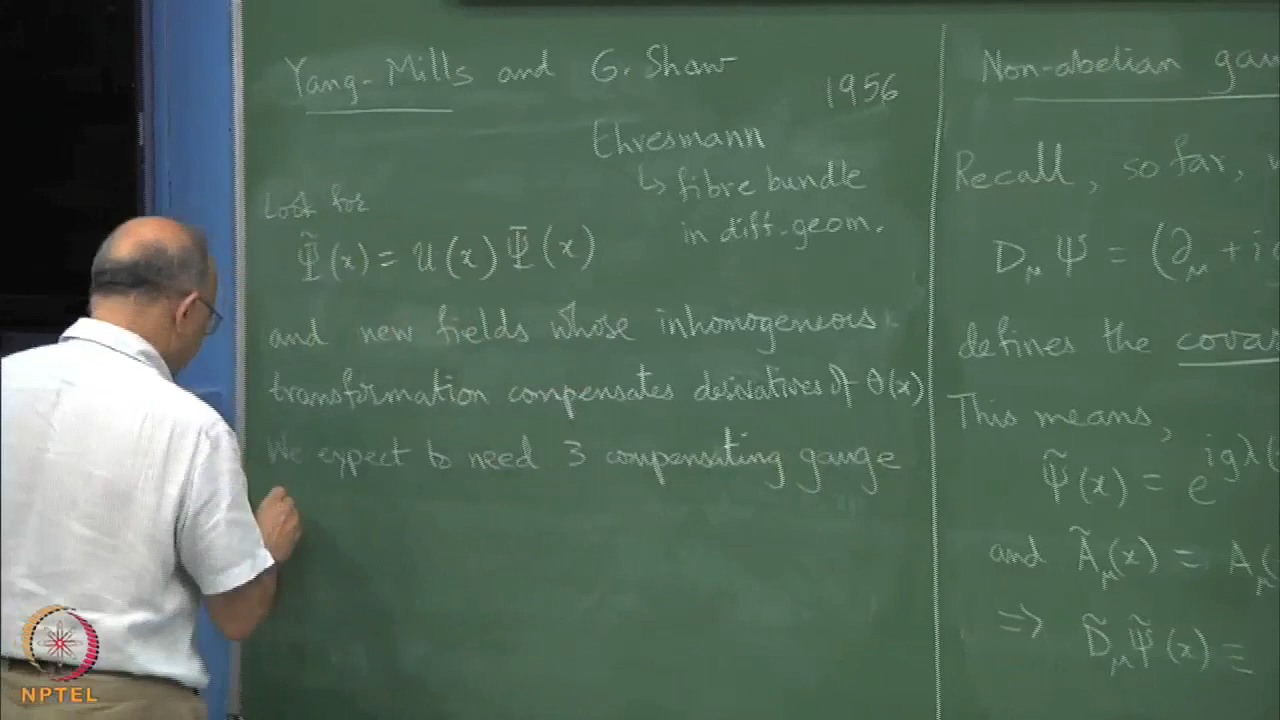 Yang-Mills and G. Shaw
1956
Ehresmann
↳ fibre bundle
in diff. geom.
Look for
Ψ̃(x) = U(x) Ψ(x)
and new fields whose inhomogeneous
transformation compensates derivatives of θ(x)
We expect to need 3 compensating gauge
Non-abelian gau
Recall, so far,
D_μ Ψ = (∂_μ + i
defines the cova
This means,
Ψ̃(x) = e^{igλ(
and Ã_μ(x) = A_μ(
⇒ D̃_μ Ψ̃(x) =
NPTEL